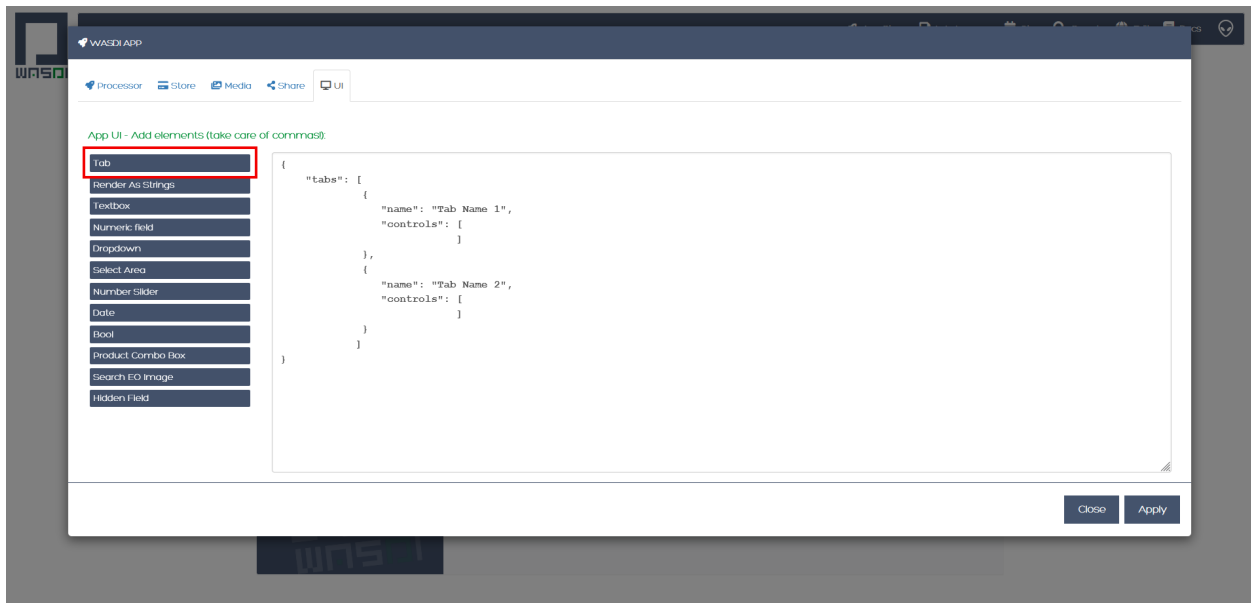 WASDI APP
Processor Store Media Share UI
App UI - Add elements (take care of commas!):
Tab
Render As Strings
Textbox
Numeric field
Dropdown
Select Area
Number Slider
Date
Bool
Product Combo Box
Search EO Image
Hidden Field
{
"tabs": [
{
"name": "Tab Name 1",
"controls": [
]
},
{
"name": "Tab Name 2",
"controls": [
]
}
]
}
Close Apply